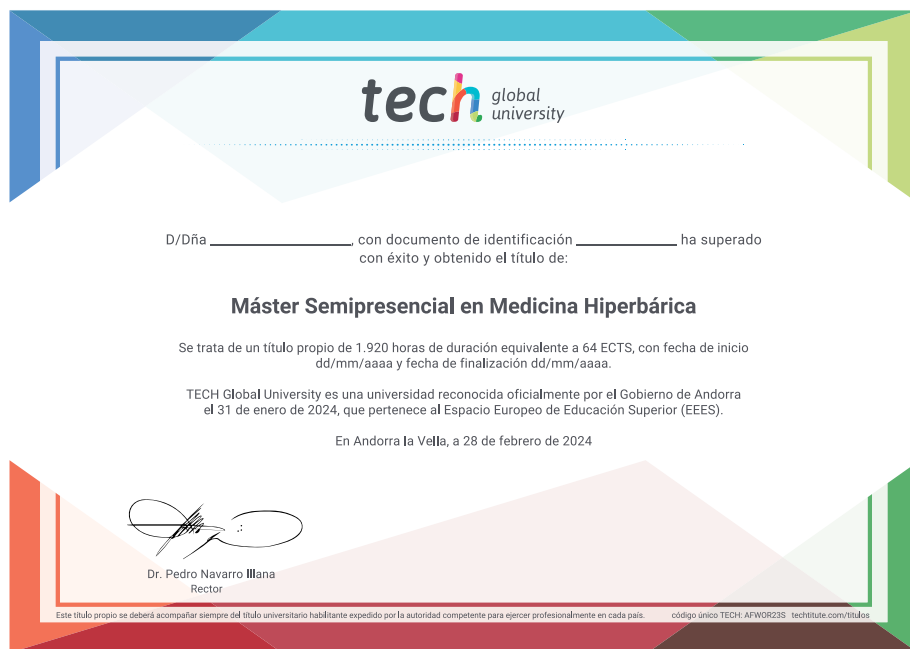 tech global university
D/Dña ____________________, con documento de identificación ______________ ha superado
con éxito y obtenido el título de:
Máster Semipresencial en Medicina Hiperbárica
Se trata de un título propio de 1.920 horas de duración equivalente a 64 ECTS, con fecha de inicio
dd/mm/aaaa y fecha de finalización dd/mm/aaaa.
TECH Global University es una universidad reconocida oficialmente por el Gobierno de Andorra
el 31 de enero de 2024, que pertenece al Espacio Europeo de Educación Superior (EEES).
En Andorra la Vella, a 28 de febrero de 2024
Dr. Pedro Navarro Illana
Rector
Este título propio se deberá acompañar siempre del título universitario habilitante expedido por la autoridad competente para ejercer profesionalmente en cada país. código único TECH: AFWOR23S techtitute.com/titulos